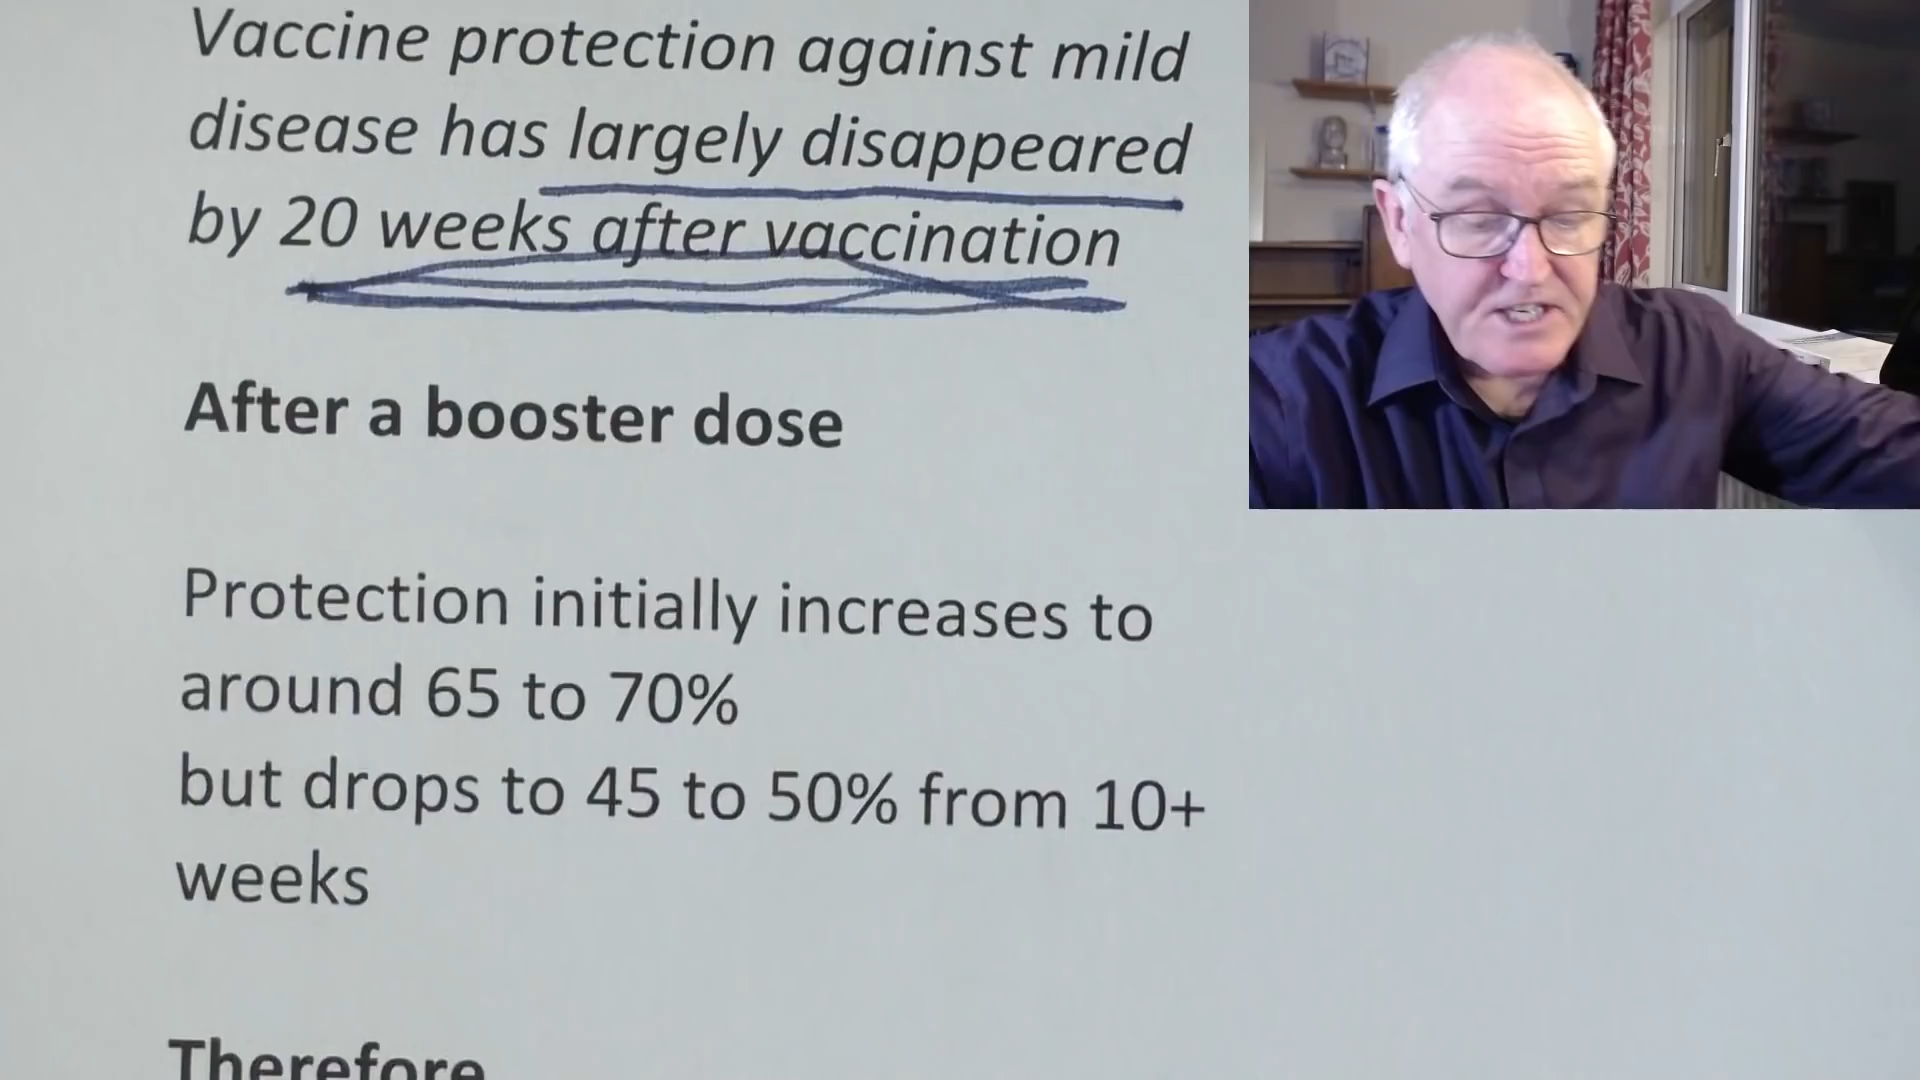 Vaccine protection against mild
disease has largely disappeared
by 20 weeks after vaccination
After a booster dose
Protection initially increases to
around 65 to 70%
but drops to 45 to 50% from 10+
weeks
Therefore